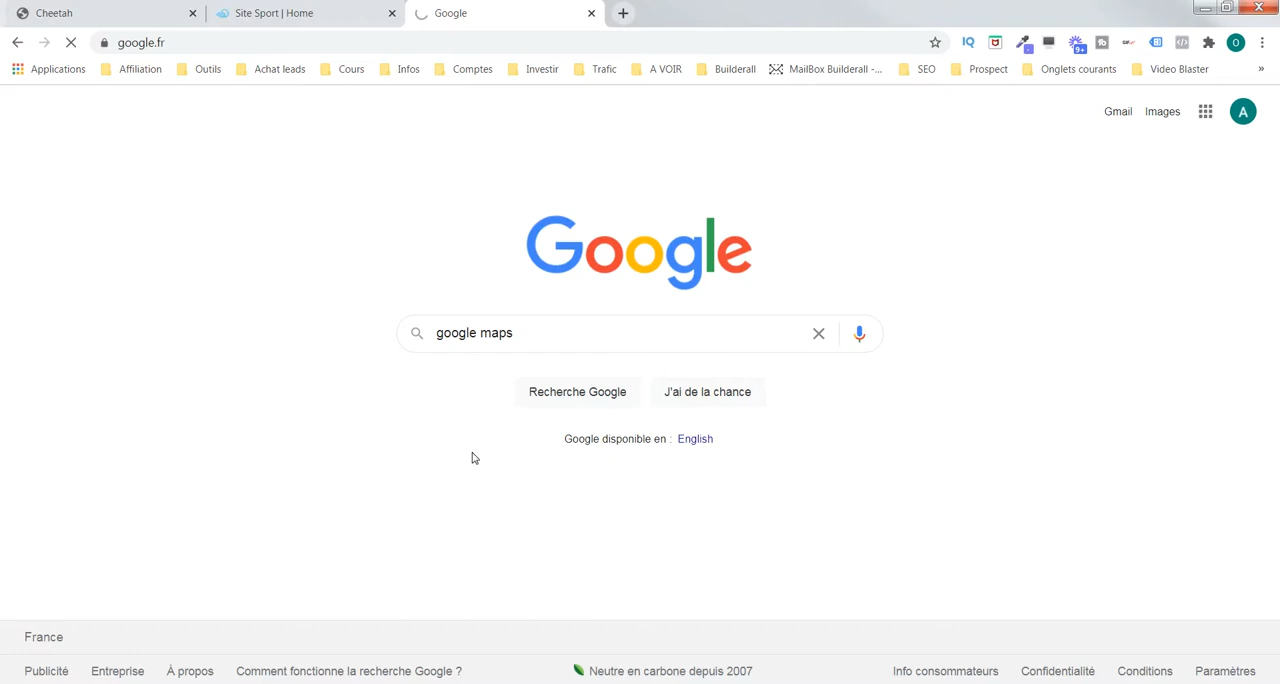 Cheetah
Site Sport | Home
Google
google.fr
IQ
9+
O
Applications
Affiliation
Outils
Achat leads
Cours
Infos
Comptes
Investir
Trafic
A VOIR
Builderall
MailBox Builderall -...
SEO
Prospect
Onglets courants
Video Blaster
»
Gmail
Images
A
Google
google maps
Recherche Google
J'ai de la chance
Google disponible en : English
France
Publicité
Entreprise
À propos
Comment fonctionne la recherche Google ?
Neutre en carbone depuis 2007
Info consommateurs
Confidentialité
Conditions
Paramètres